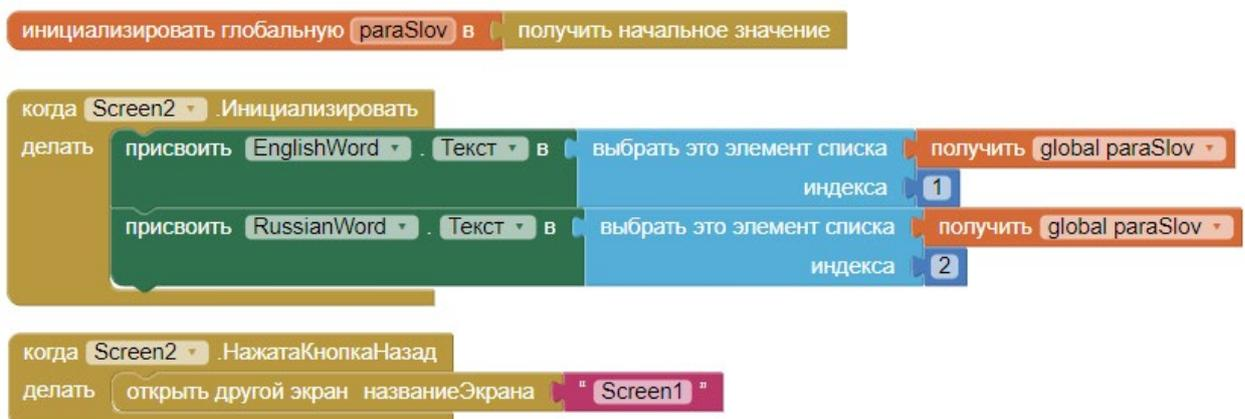 инициализировать глобальную paraSlov в получить начальное значение
когда Screen2 .Инициализировать
делать присвоить EnglishWord . Текст в выбрать это элемент списка получить global paraSlov
индекса 1
присвоить RussianWord . Текст в выбрать это элемент списка получить global paraSlov
индекса 2
когда Screen2 .НажатаКнопкаНазад
делать открыть другой экран названиеЭкрана " Screen1 "